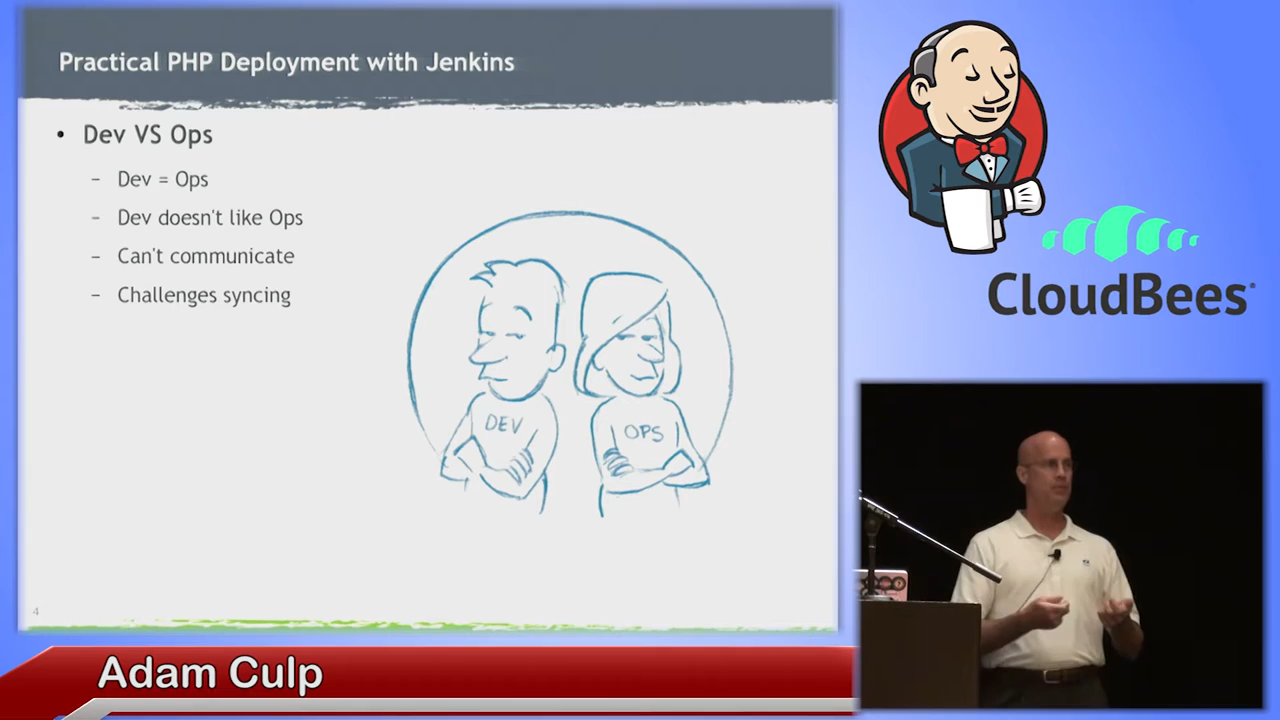 Practical PHP Deployment with Jenkins
• Dev VS Ops
– Dev = Ops
– Dev doesn't like Ops
– Can't communicate
– Challenges syncing
DEV
OPS
4
CloudBees
Adam Culp